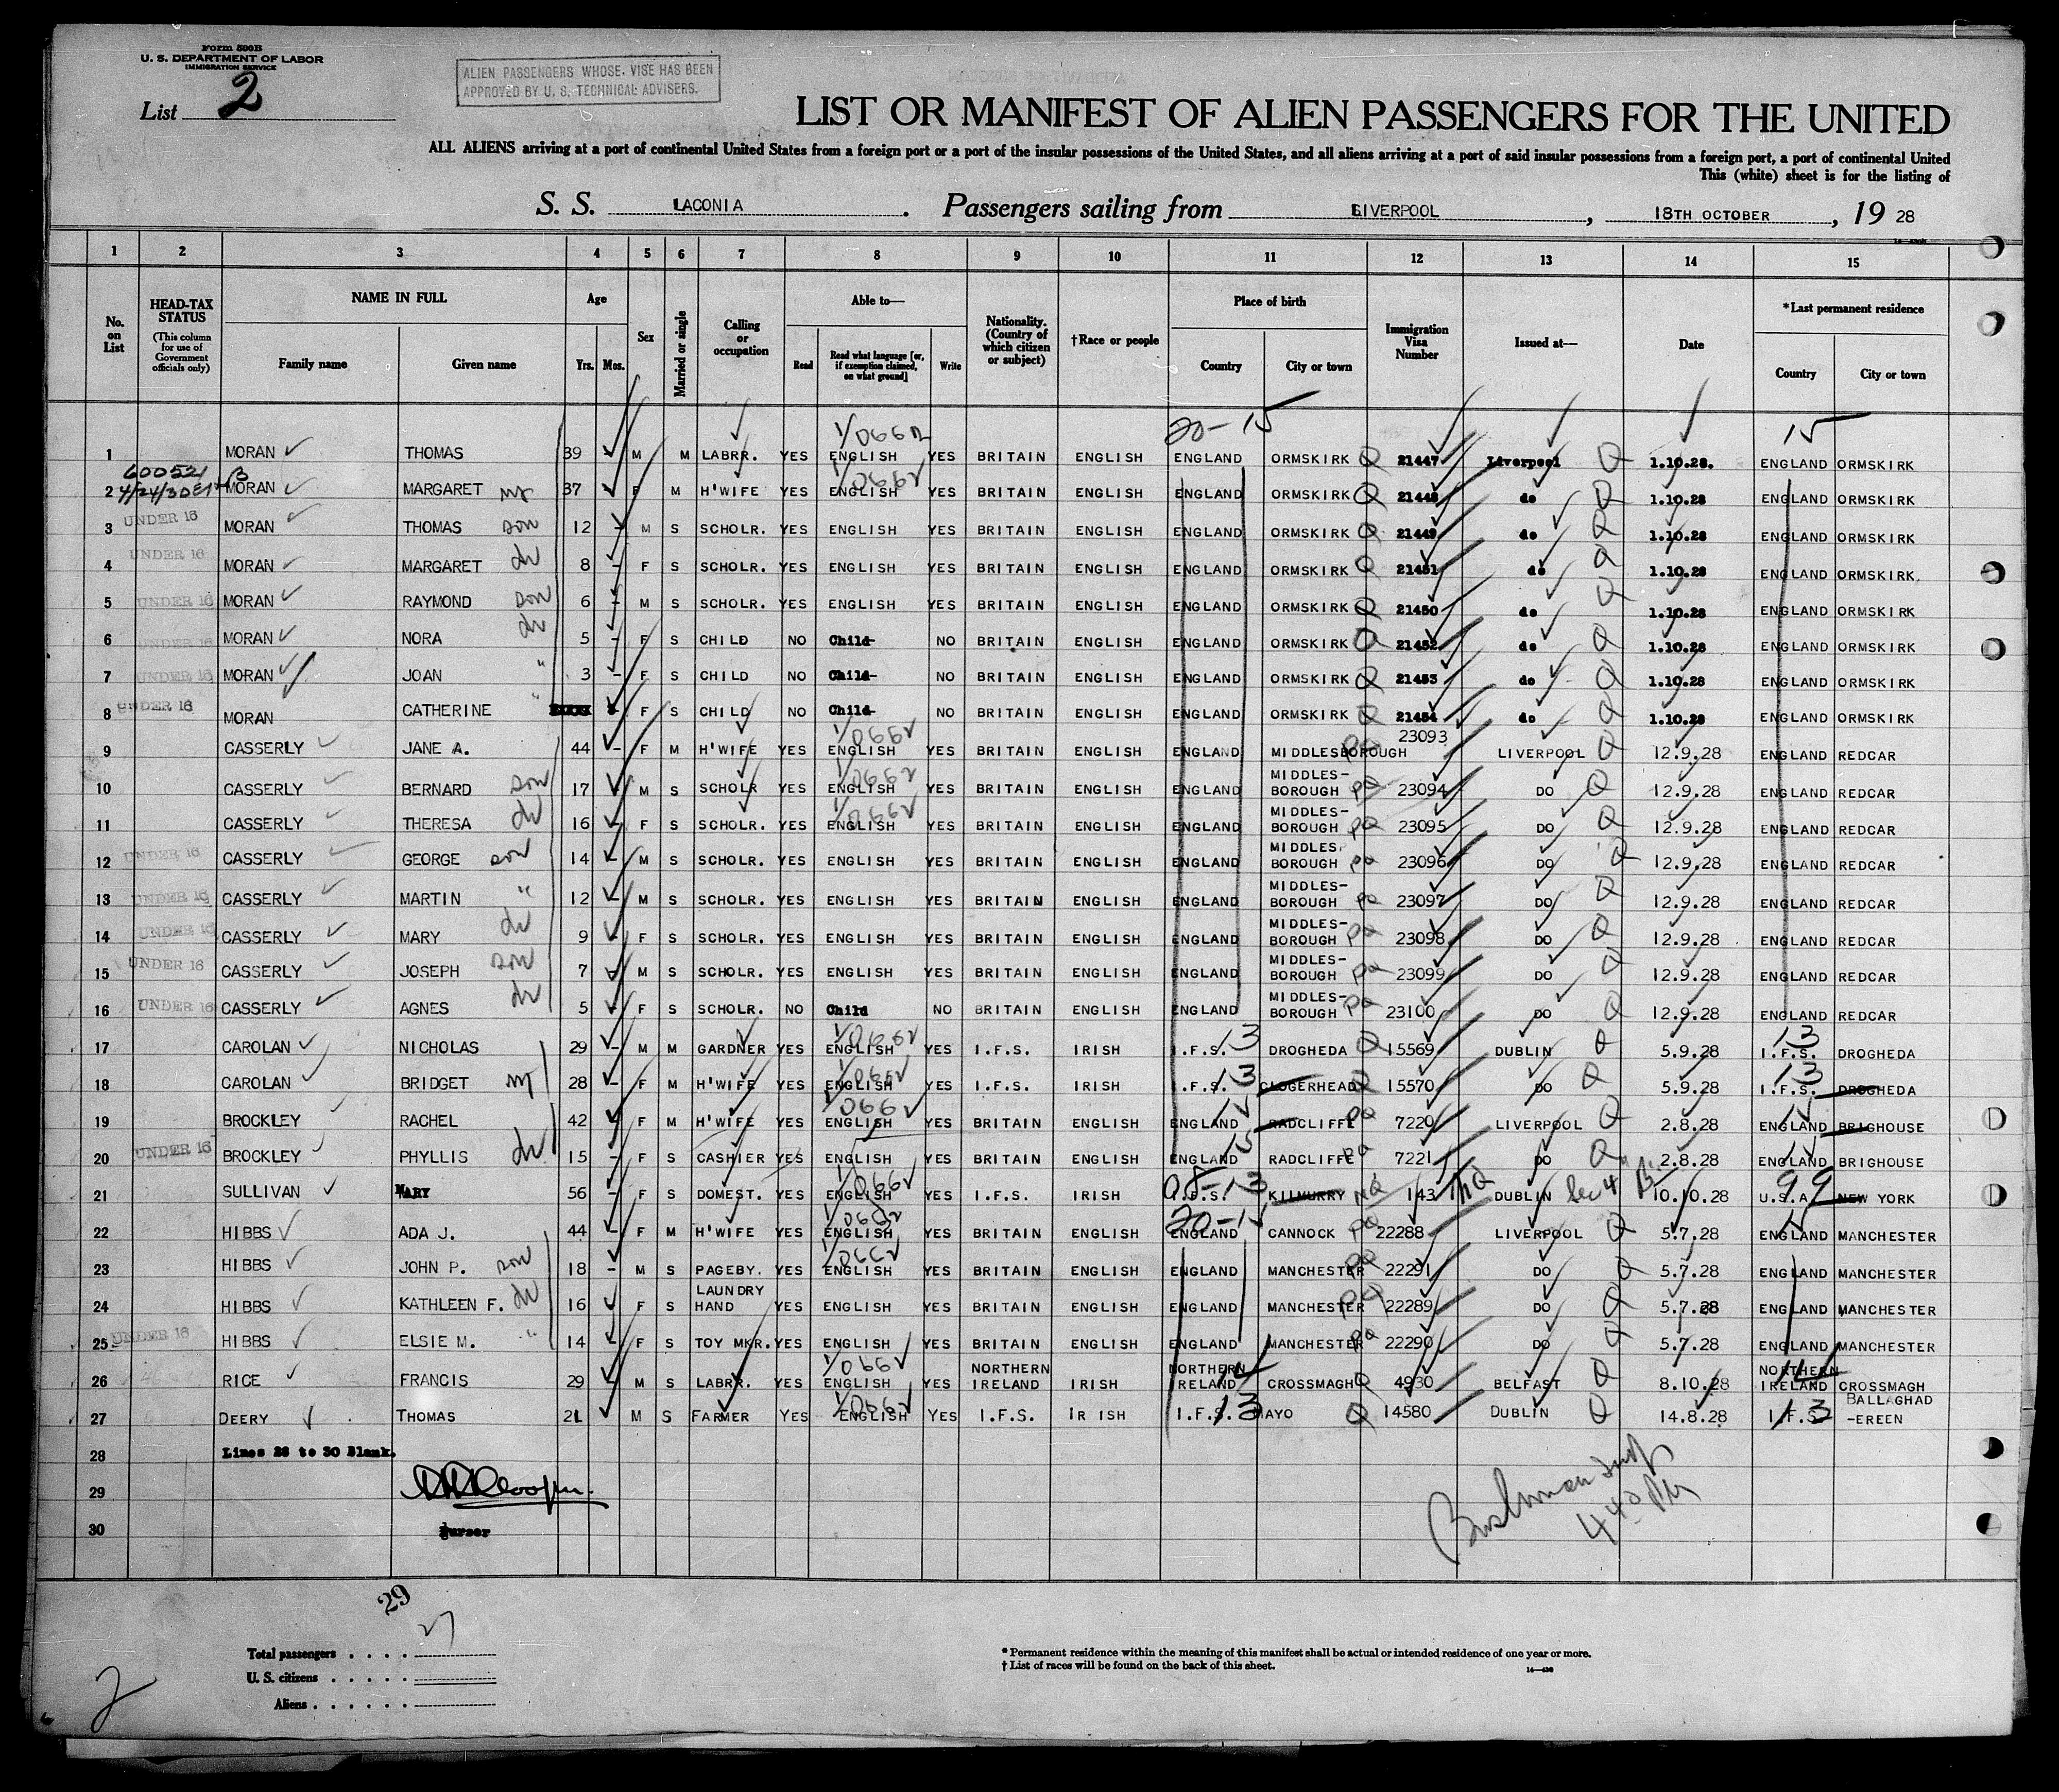 Form 500B
U. S. DEPARTMENT OF LABOR
IMMIGRATION SERVICE
List 2
ALIEN PASSENGERS WHOSE VISE HAS BEEN
APPROVED BY U. S. TECHNICAL ADVISERS.
LIST OR MANIFEST OF ALIEN PASSENGERS FOR THE UNITED
ALL ALIENS arriving at a port of continental United States from a foreign port or a port of the insular possessions of the United States, and all aliens arriving at a port of said insular possessions from a foreign port, a port of continental United
This (white) sheet is for the listing of
S. S. LACONIA. Passengers sailing from LIVERPOOL, 18TH OCTOBER, 19 28
1 2 3 4 5 6 7 8 9 10 11 12 13 14 15
No. on List
HEAD-TAX STATUS
(This column for use of Government officials only)
NAME IN FULL
Family name Given name
Age
Yrs. Mos.
Sex
Married or single
Calling or occupation
Able to—
Read
Read what language [or, if exemption claimed, on what ground]
Write
Nationality. (Country of which citizen or subject)
†Race or people
Place of birth
Country City or town
Immigration Visa Number
Issued at—
Date
*Last permanent residence
Country City or town
20-15 15
1 MORAN THOMAS 39 M M LABRR. YES ENGLISH YES BRITAIN ENGLISH ENGLAND ORMSKIRK Q 21447 Liverpool Q 1.10.28. ENGLAND ORMSKIRK
600521
2 MORAN MARGARET 37 F M H'WIFE YES ENGLISH YES BRITAIN ENGLISH ENGLAND ORMSKIRK Q 21448 do Q 1.10.28 ENGLAND ORMSKIRK
3 UNDER 16 MORAN THOMAS son 12 - M S SCHOLR. YES ENGLISH YES BRITAIN ENGLISH ENGLAND ORMSKIRK Q 21449 do Q 1.10.28 ENGLAND ORMSKIRK
4 UNDER 16 MORAN MARGARET 8 - F S SCHOLR. YES ENGLISH YES BRITAIN ENGLISH ENGLAND ORMSKIRK Q 21451 do Q 1.10.28 ENGLAND ORMSKIRK
5 UNDER 16 MORAN RAYMOND son 6 - M S SCHOLR. YES ENGLISH YES BRITAIN ENGLISH ENGLAND ORMSKIRK Q 21450 do Q 1.10.28 ENGLAND ORMSKIRK
6 UNDER 16 MORAN NORA 5 - F S CHILD NO Child- NO BRITAIN ENGLISH ENGLAND ORMSKIRK Q 21452 do Q 1.10.28 ENGLAND ORMSKIRK
7 UNDER 16 MORAN JOAN " 3 - F S CHILD NO Child- NO BRITAIN ENGLISH ENGLAND ORMSKIRK Q 21453 do Q 1.10.28 ENGLAND ORMSKIRK
8 UNDER 16 MORAN CATHERINE " F S CHILD NO Child- NO BRITAIN ENGLISH ENGLAND ORMSKIRK Q 21454 do Q 1.10.28 ENGLAND ORMSKIRK
9 CASSERLY JANE A. 44 - F M H'WIFE YES ENGLISH YES BRITAIN ENGLISH ENGLAND MIDDLESBOROUGH 23093 LIVERPOOL Q 12.9.28 ENGLAND REDCAR
10 CASSERLY BERNARD son 17 M S SCHOLR YES ENGLISH YES BRITAIN ENGLISH ENGLAND MIDDLES-BOROUGH 23094 DO Q 12.9.28 ENGLAND REDCAR
11 CASSERLY THERESA 16 - F S SCHOLR. YES ENGLISH YES BRITAIN ENGLISH ENGLAND MIDDLES-BOROUGH 23095 DO Q 12.9.28 ENGLAND REDCAR
12 UNDER 16 CASSERLY GEORGE son 14 - M S SCHOLR. YES ENGLISH YES BRITAIN ENGLISH ENGLAND MIDDLES-BOROUGH 23096 DO Q 12.9.28 ENGLAND REDCAR
13 UNDER 16 CASSERLY MARTIN " 12 - M S SCHOLR. YES ENGLISH YES BRITAIN ENGLISH ENGLAND MIDDLES-BOROUGH 23097 DO Q 12.9.28 ENGLAND REDCAR
14 UNDER 16 CASSERLY MARY 9 - F S SCHOLR. YES ENGLISH YES BRITAIN ENGLISH ENGLAND MIDDLES-BOROUGH 23098 DO Q 12.9.28 ENGLAND REDCAR
15 UNDER 16 CASSERLY JOSEPH son 7 - M S SCHOLR. YES ENGLISH YES BRITAIN ENGLISH ENGLAND MIDDLES-BOROUGH 23099 DO Q 12.9.28 ENGLAND REDCAR
16 UNDER 16 CASSERLY AGNES 5 F S SCHOLR. NO Child NO BRITAIN ENGLISH ENGLAND MIDDLES-BOROUGH 23100 DO Q 12.9.28 ENGLAND REDCAR
17 CAROLAN NICHOLAS 29 - M M GARDNER YES ENGLISH YES I.F.S. IRISH I.F.S. 13 DROGHEDA Q 15569 DUBLIN Q 5.9.28 13 I.F.S. DROGHEDA
18 CAROLAN BRIDGET 28 - F M H'WIFE YES ENGLISH YES I.F.S. IRISH I.F.S. 13 CLOGERHEAD Q 15570 DO Q 5.9.28 13 I.F.S. DROGHEDA
19 BROCKLEY RACHEL 42 F M H'WIFE YES ENGLISH YES BRITAIN ENGLISH ENGLAND RADCLIFFE 7220 LIVERPOOL Q 2.8.28 ENGLAND BRIGHOUSE
20 UNDER 16 BROCKLEY PHYLLIS 15 - F S CASHIER YES ENGLISH YES BRITAIN ENGLISH ENGLAND 15 RADCLIFFE 7221 DO Q 2.8.28 ENGLAND BRIGHOUSE
21 SULLIVAN MARY 56 - F S DOMEST. YES ENGLISH YES I.F.S. IRISH I.F.S. KILMURRY 143 DUBLIN Sec 4 10.10.28 U.S.A. 99 NEW YORK
22 HIBBS ADA J. 44 - F M H'WIFE YES ENGLISH YES BRITAIN ENGLISH ENGLAND CANNOCK 22288 LIVERPOOL Q 5.7.28 ENGLAND MANCHESTER
23 HIBBS JOHN P. son 18 - M S PAGEBY. YES ENGLISH YES BRITAIN ENGLISH ENGLAND MANCHESTER 22291 DO Q 5.7.28 ENGLAND MANCHESTER
24 HIBBS KATHLEEN F. 16 F S LAUNDRY HAND YES ENGLISH YES BRITAIN ENGLISH ENGLAND MANCHESTER 22289 DO Q 5.7.28 ENGLAND MANCHESTER
25 UNDER 16 HIBBS ELSIE M. " 14 - F S TOY MKR. YES ENGLISH YES BRITAIN ENGLISH ENGLAND MANCHESTER 22290 DO Q 5.7.28 ENGLAND MANCHESTER
26 RICE FRANCIS 29 - M S LABRR. YES ENGLISH YES NORTHERN IRELAND IRISH NORTHERN IRELAND CROSSMAGH Q 4930 BELFAST Q 8.10.28 NORTHERN IRELAND CROSSMAGH
27 DEERY THOMAS 21 M S FARMER YES ENGLISH YES I.F.S. IRISH I.F.S. 13 MAYO Q 14580 DUBLIN Q 14.8.28 I.F.S. 13 BALLAGHAD-EREEN
28 Lines 28 to 30 Blank.
29
30 Purser
440 PM
29
27
Total passengers
U. S. citizens
Aliens
2
* Permanent residence within the meaning of this manifest shall be actual or intended residence of one year or more.
† List of races will be found on the back of this sheet.